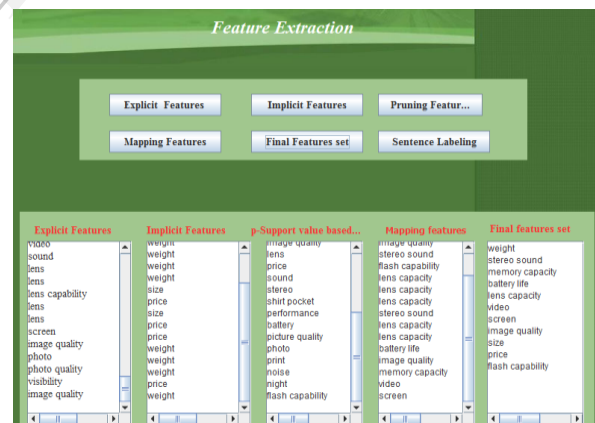 Feature Extraction
Explicit Features
Implicit Features
Pruning Featur...
Mapping Features
Final Features set
Sentence Labeling
Explicit Features
video
sound
lens
lens
lens capability
lens
lens
screen
image quality
photo
photo quality
visibility
image quality
Implicit Features
weight
weight
weight
weight
size
price
size
price
price
weight
weight
price
weight
p-Support value based...
image quality
lens
price
sound
stereo
shirt pocket
performance
battery
picture quality
photo
print
noise
night
flash capability
Mapping features
image quality
stereo sound
flash capability
lens capacity
lens capacity
stereo sound
lens capacity
lens capacity
battery life
image quality
memory capacity
video
screen
Final features set
weight
stereo sound
memory capacity
battery life
lens capacity
video
screen
image quality
size
price
flash capability